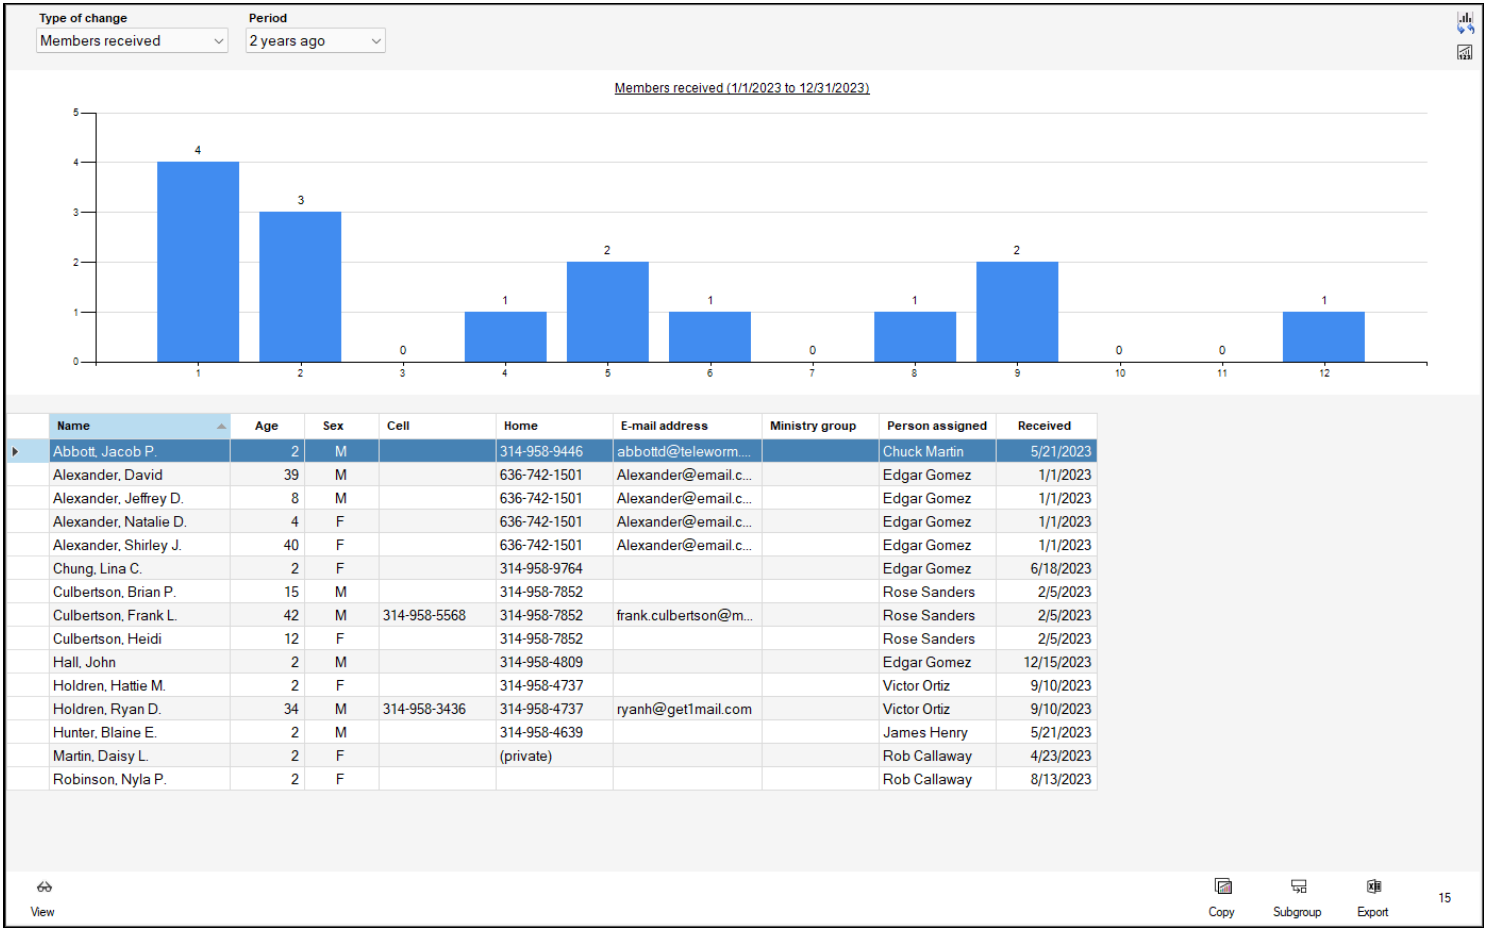 Type of change Period
Members received 2 years ago
Members received (1/1/2023 to 12/31/2023)
5
4
3
2
1
0
4 3 0 1 2 1 0 1 2 0 0 1
1 2 3 4 5 6 7 8 9 10 11 12
Name Age Sex Cell Home E-mail address Ministry group Person assigned Received
Abbott, Jacob P. 2 M 314-958-9446 abbottd@teleworm.... Chuck Martin 5/21/2023
Alexander, David 39 M 636-742-1501 Alexander@email.c... Edgar Gomez 1/1/2023
Alexander, Jeffrey D. 8 M 636-742-1501 Alexander@email.c... Edgar Gomez 1/1/2023
Alexander, Natalie D. 4 F 636-742-1501 Alexander@email.c... Edgar Gomez 1/1/2023
Alexander, Shirley J. 40 F 636-742-1501 Alexander@email.c... Edgar Gomez 1/1/2023
Chung, Lina C. 2 F 314-958-9764 Edgar Gomez 6/18/2023
Culbertson, Brian P. 15 M 314-958-7852 Rose Sanders 2/5/2023
Culbertson, Frank L. 42 M 314-958-5568 314-958-7852 frank.culbertson@m... Rose Sanders 2/5/2023
Culbertson, Heidi 12 F 314-958-7852 Rose Sanders 2/5/2023
Hall, John 2 M 314-958-4809 Edgar Gomez 12/15/2023
Holdren, Hattie M. 2 F 314-958-4737 Victor Ortiz 9/10/2023
Holdren, Ryan D. 34 M 314-958-3436 314-958-4737 ryanh@get1mail.com Victor Ortiz 9/10/2023
Hunter, Blaine E. 2 M 314-958-4639 James Henry 5/21/2023
Martin, Daisy L. 2 F (private) Rob Callaway 4/23/2023
Robinson, Nyla P. 2 F Rob Callaway 8/13/2023
View Copy Subgroup Export 15